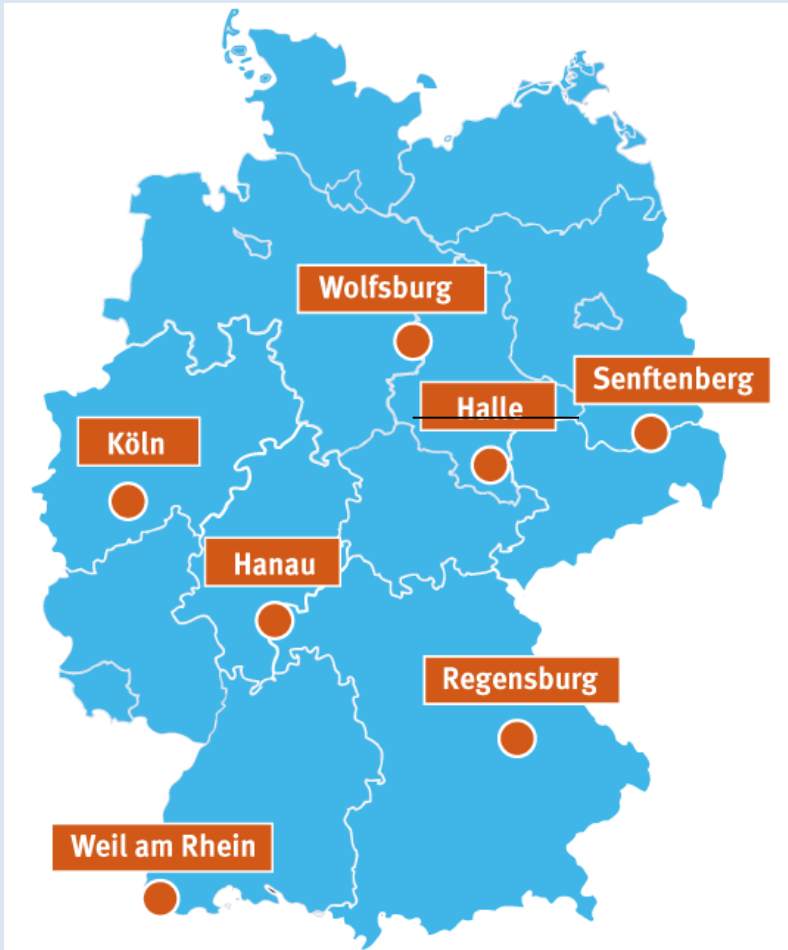 Wolfsburg
Senftenberg
Halle
Köln
Hanau
Regensburg
Weil am Rhein